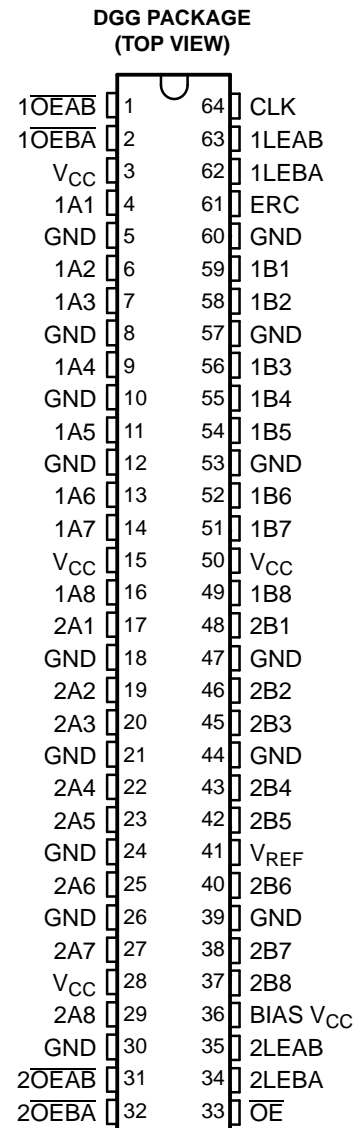 DGG PACKAGE
(TOP VIEW)
1O̅E̅A̅B̅ 1 64 CLK
1O̅E̅B̅A̅ 2 63 1LEAB
VCC 3 62 1LEBA
1A1 4 61 ERC
GND 5 60 GND
1A2 6 59 1B1
1A3 7 58 1B2
GND 8 57 GND
1A4 9 56 1B3
GND 10 55 1B4
1A5 11 54 1B5
GND 12 53 GND
1A6 13 52 1B6
1A7 14 51 1B7
VCC 15 50 VCC
1A8 16 49 1B8
2A1 17 48 2B1
GND 18 47 GND
2A2 19 46 2B2
2A3 20 45 2B3
GND 21 44 GND
2A4 22 43 2B4
2A5 23 42 2B5
GND 24 41 VREF
2A6 25 40 2B6
GND 26 39 GND
2A7 27 38 2B7
VCC 28 37 2B8
2A8 29 36 BIAS VCC
GND 30 35 2LEAB
2O̅E̅A̅B̅ 31 34 2LEBA
2O̅E̅B̅A̅ 32 33 O̅E̅